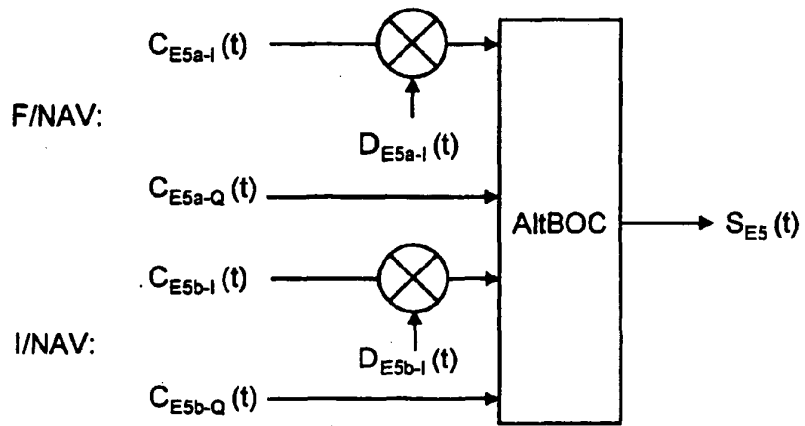 C_E5a-I (t)
F/NAV:
D_E5a-I (t)
C_E5a-Q (t)
AltBOC
S_E5 (t)
C_E5b-I (t)
I/NAV:
D_E5b-I (t)
C_E5b-Q (t)